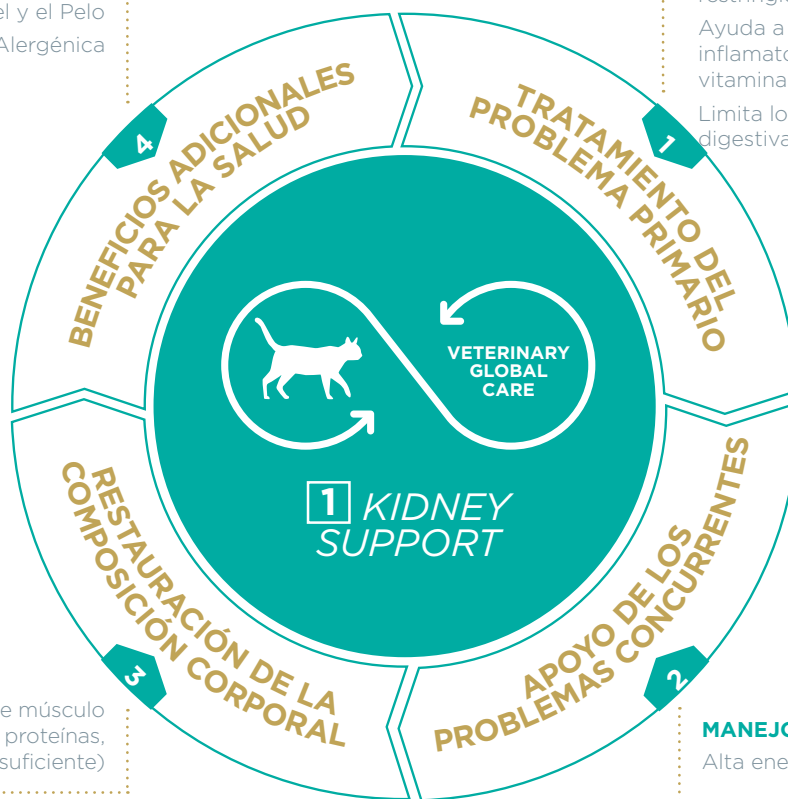 el y el Pelo
Alergénica
Ayuda a
inflamato
vitamina
Limita lo
digestiva
4
BENEFICIOS ADICIONALES
PARA LA SALUD
1
TRATAMIENTO DEL
PROBLEMA PRIMARIO
VETERINARY
GLOBAL
CARE
1 KIDNEY
SUPPORT
3
RESTAURACIÓN DE LA
COMPOSICIÓN CORPORAL
2
APOYO DE LOS
PROBLEMAS CONCURRENTES
e músculo
proteínas,
suficiente)
MANEJO
Alta ene